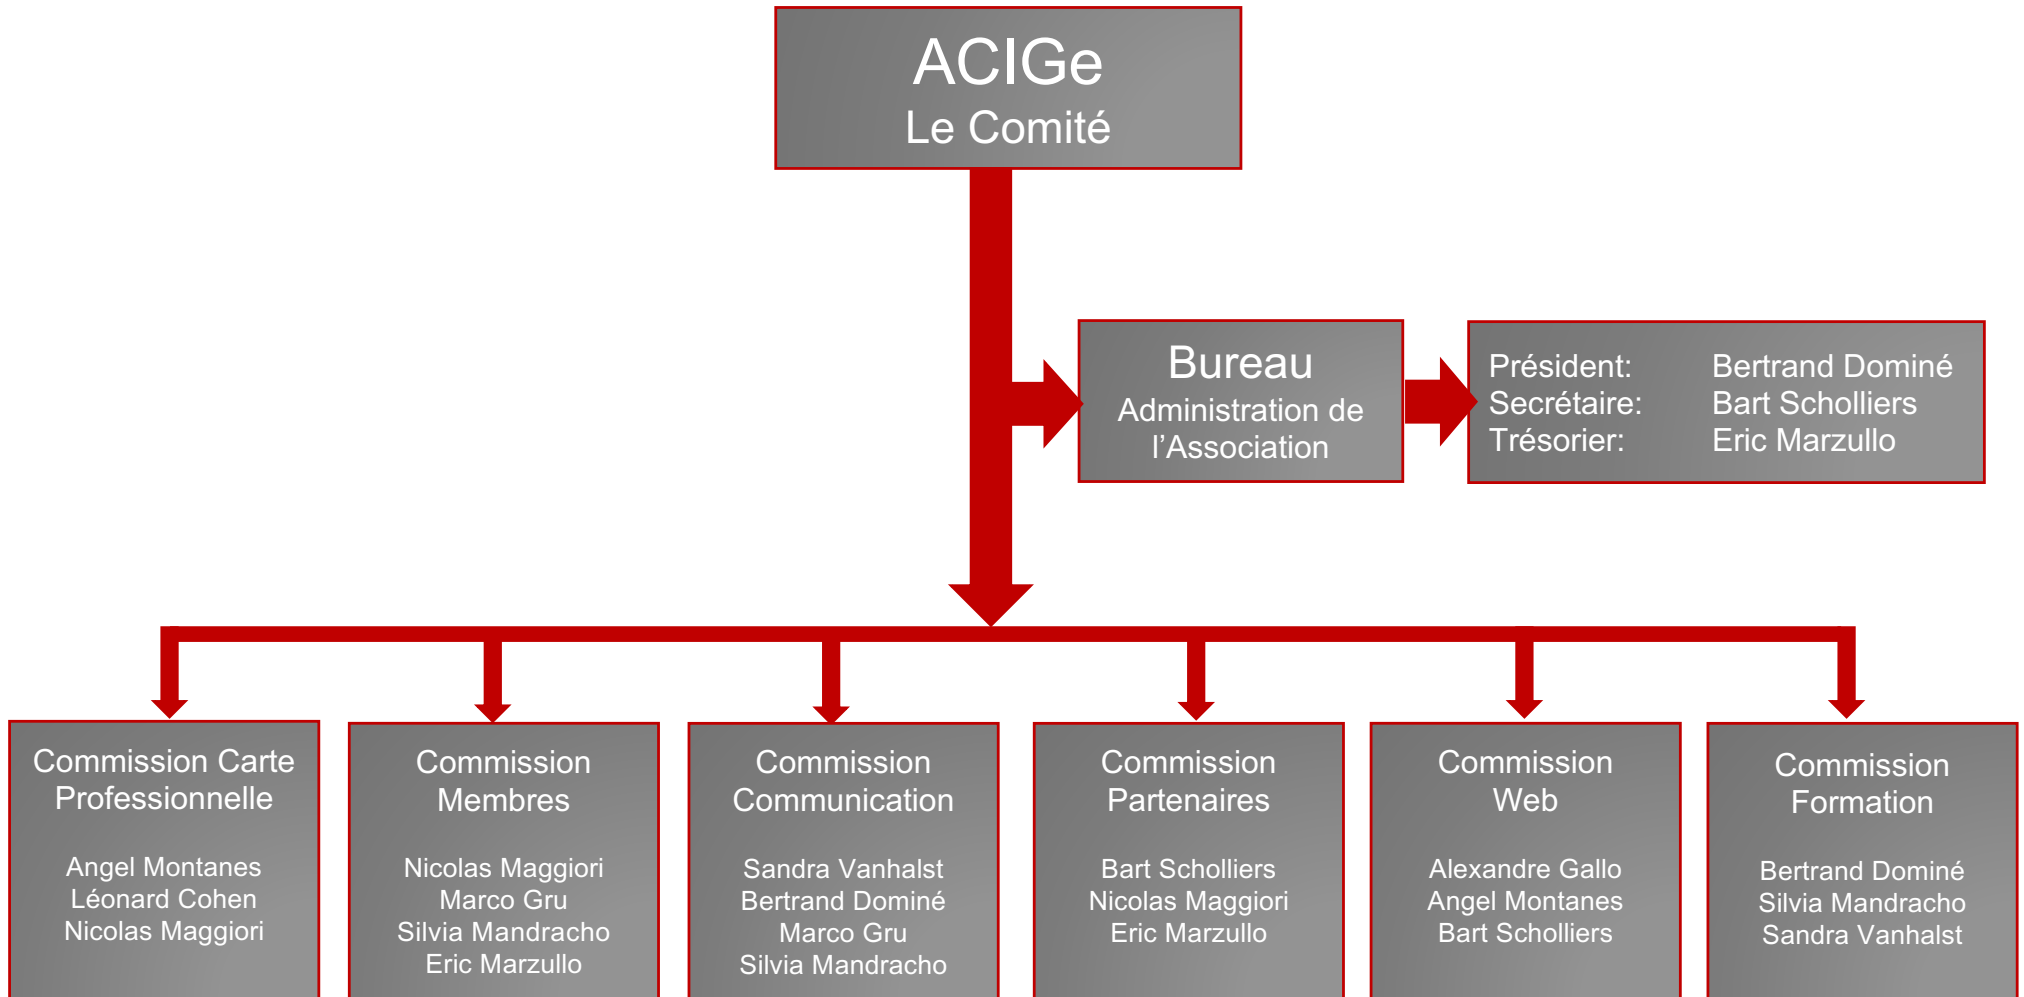 ACIGe
Le Comité
Bureau
Administration de
l’Association
Président: Bertrand Dominé
Secrétaire: Bart Scholliers
Trésorier: Eric Marzullo
Commission Carte
Professionnelle
Angel Montanes
Léonard Cohen
Nicolas Maggiori
Commission
Membres
Nicolas Maggiori
Marco Gru
Silvia Mandracho
Eric Marzullo
Commission
Communication
Sandra Vanhalst
Bertrand Dominé
Marco Gru
Silvia Mandracho
Commission
Partenaires
Bart Scholliers
Nicolas Maggiori
Eric Marzullo
Commission
Web
Alexandre Gallo
Angel Montanes
Bart Scholliers
Commission
Formation
Bertrand Dominé
Silvia Mandracho
Sandra Vanhalst